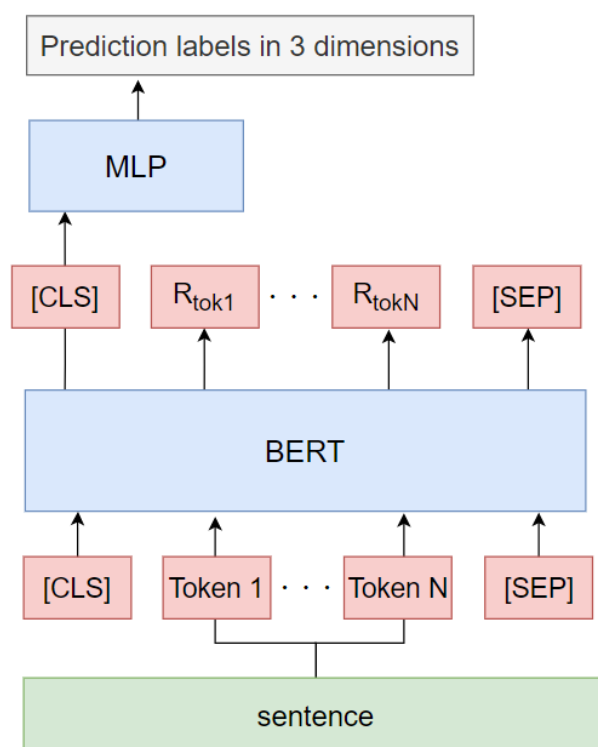 Prediction labels in 3 dimensions
MLP
[CLS] Rtok1 · · · RtokN [SEP]
BERT
[CLS] Token 1 · · · Token N [SEP]
sentence